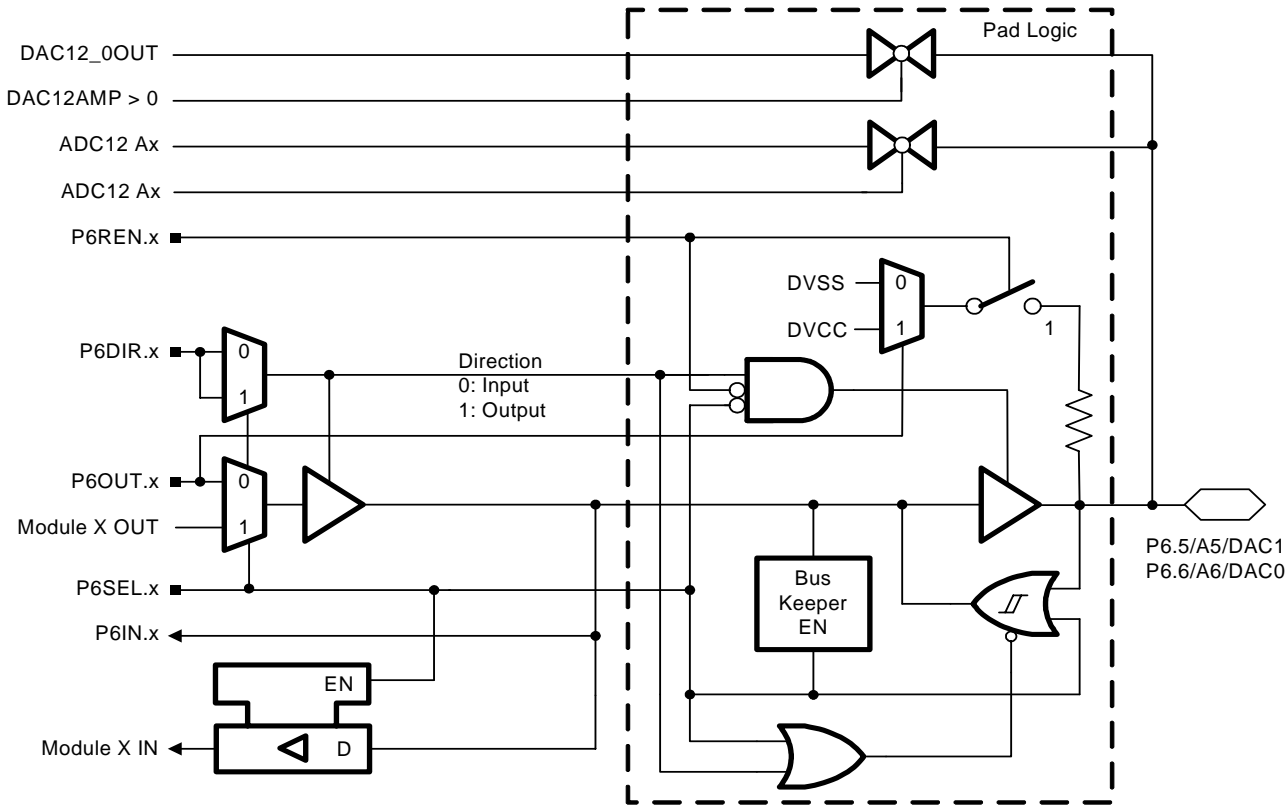 Pad Logic
DAC12_0OUT
DAC12AMP > 0
ADC12 Ax
ADC12 Ax
P6REN.x
DVSS
0
DVCC
1
1
P6DIR.x
0
1
Direction
0: Input
1: Output
P6OUT.x
0
Module X OUT
1
P6.5/A5/DAC1
P6.6/A6/DAC0
P6SEL.x
Bus
Keeper
EN
P6IN.x
EN
Module X IN
D